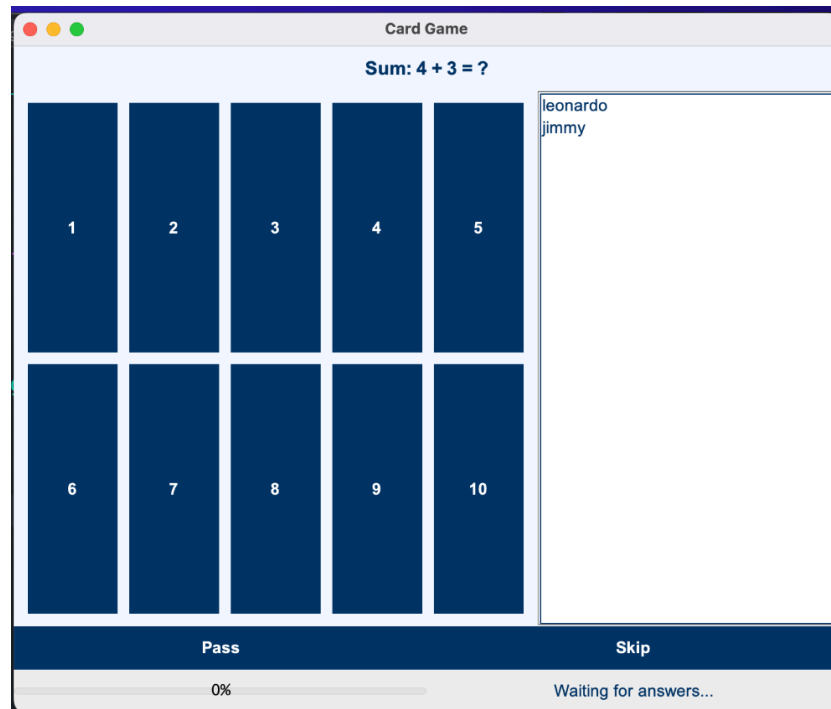 Card Game
Sum: 4 + 3 = ?
1 2 3 4 5
6 7 8 9 10
leonardo
jimmy
Pass Skip
0% Waiting for answers...